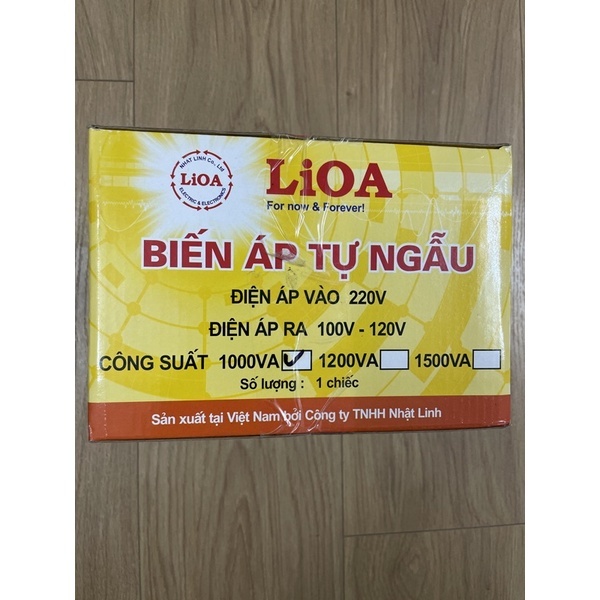 NHAT LINH Co., Ltd
LiOA
ELECTRIC & ELECTRONICS
LiOA
For now & Forever!
BIẾN ÁP TỰ NGẪU
ĐIỆN ÁP VÀO 220V
ĐIỆN ÁP RA 100V - 120V
CÔNG SUẤT 1000VA 1200VA 1500VA
Số lượng : 1 chiếc
Sản xuất tại Việt Nam bởi Công ty TNHH Nhật Linh